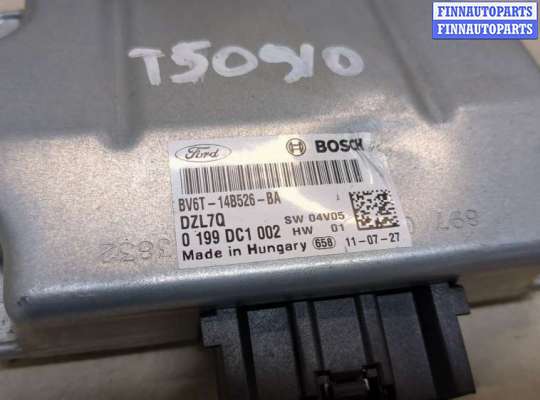 FINNAUTOPARTS
FINNAUTOPARTS
TSO910
Ford
BOSCH
BV6T-14B526-BA
DZL7Q
SW 04V05
0 199 DC1 002
HW 01
Made in Hungary
658
11-07-27